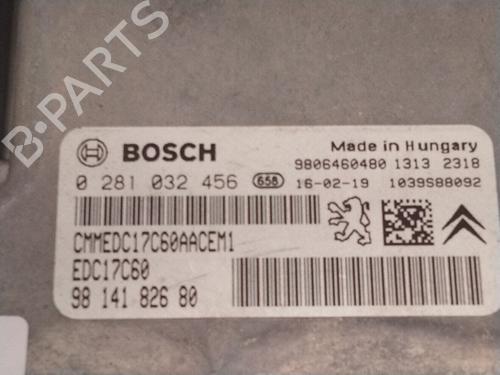 B-PARTS
BOSCH
Made in Hungary
9806460480 1313 2318
0 281 032 456 658 16-02-19 1039S88092
CMMEDC17C60AACEM1
EDC17C60
98 141 826 80